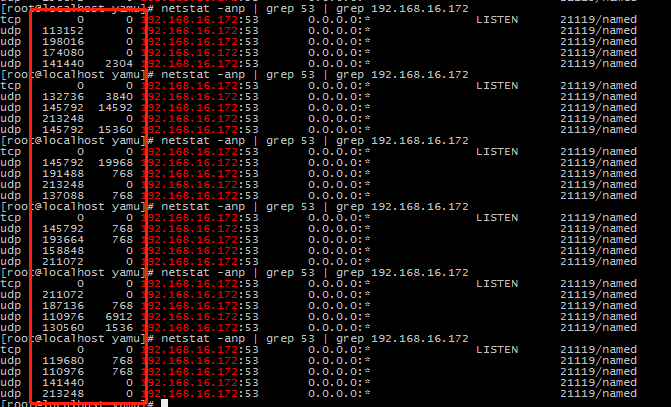 [root@localhost yamu]# netstat -anp | grep 53 | grep 192.168.16.172
tcp 0 0 192.168.16.172:53 0.0.0.0:* LISTEN 21119/named
udp 113152 0 192.168.16.172:53 0.0.0.0:* 21119/named
udp 198016 0 192.168.16.172:53 0.0.0.0:* 21119/named
udp 174080 0 192.168.16.172:53 0.0.0.0:* 21119/named
udp 141440 2304 192.168.16.172:53 0.0.0.0:* 21119/named
[root@localhost yamu]# netstat -anp | grep 53 | grep 192.168.16.172
tcp 0 0 192.168.16.172:53 0.0.0.0:* LISTEN 21119/named
udp 132736 3840 192.168.16.172:53 0.0.0.0:* 21119/named
udp 145792 14592 192.168.16.172:53 0.0.0.0:* 21119/named
udp 213248 0 192.168.16.172:53 0.0.0.0:* 21119/named
udp 145792 15360 192.168.16.172:53 0.0.0.0:* 21119/named
[root@localhost yamu]# netstat -anp | grep 53 | grep 192.168.16.172
tcp 0 0 192.168.16.172:53 0.0.0.0:* LISTEN 21119/named
udp 145792 19968 192.168.16.172:53 0.0.0.0:* 21119/named
udp 191488 768 192.168.16.172:53 0.0.0.0:* 21119/named
udp 213248 0 192.168.16.172:53 0.0.0.0:* 21119/named
udp 137088 768 192.168.16.172:53 0.0.0.0:* 21119/named
[root@localhost yamu]# netstat -anp | grep 53 | grep 192.168.16.172
tcp 0 0 192.168.16.172:53 0.0.0.0:* LISTEN 21119/named
udp 145792 768 192.168.16.172:53 0.0.0.0:* 21119/named
udp 193664 768 192.168.16.172:53 0.0.0.0:* 21119/named
udp 158848 0 192.168.16.172:53 0.0.0.0:* 21119/named
udp 211072 0 192.168.16.172:53 0.0.0.0:* 21119/named
[root@localhost yamu]# netstat -anp | grep 53 | grep 192.168.16.172
tcp 0 0 192.168.16.172:53 0.0.0.0:* LISTEN 21119/named
udp 211072 0 192.168.16.172:53 0.0.0.0:* 21119/named
udp 187136 768 192.168.16.172:53 0.0.0.0:* 21119/named
udp 110976 6912 192.168.16.172:53 0.0.0.0:* 21119/named
udp 130560 1536 192.168.16.172:53 0.0.0.0:* 21119/named
[root@localhost yamu]# netstat -anp | grep 53 | grep 192.168.16.172
tcp 0 0 192.168.16.172:53 0.0.0.0:* LISTEN 21119/named
udp 119680 768 192.168.16.172:53 0.0.0.0:* 21119/named
udp 110976 768 192.168.16.172:53 0.0.0.0:* 21119/named
udp 141440 0 192.168.16.172:53 0.0.0.0:* 21119/named
udp 213248 0 192.168.16.172:53 0.0.0.0:* 21119/named
[root@localhost yamu]#